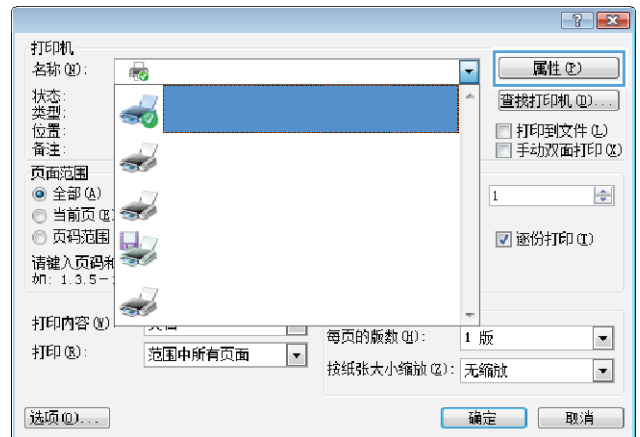 打印机
名称(N):
属性(P)
状态:
类型:
位置:
备注:
查找打印机(D)...
打印到文件(L)
手动双面打印(X)
页面范围
全部(A)
当前页(E)
页码范围
请键入页码和
如: 1.3.5-
1
逐份打印(T)
打印内容(W)
打印(R):
范围中所有页面
每页的版数(H):
1 版
按纸张大小缩放(Z):
无缩放
选项(O)...
确定
取消